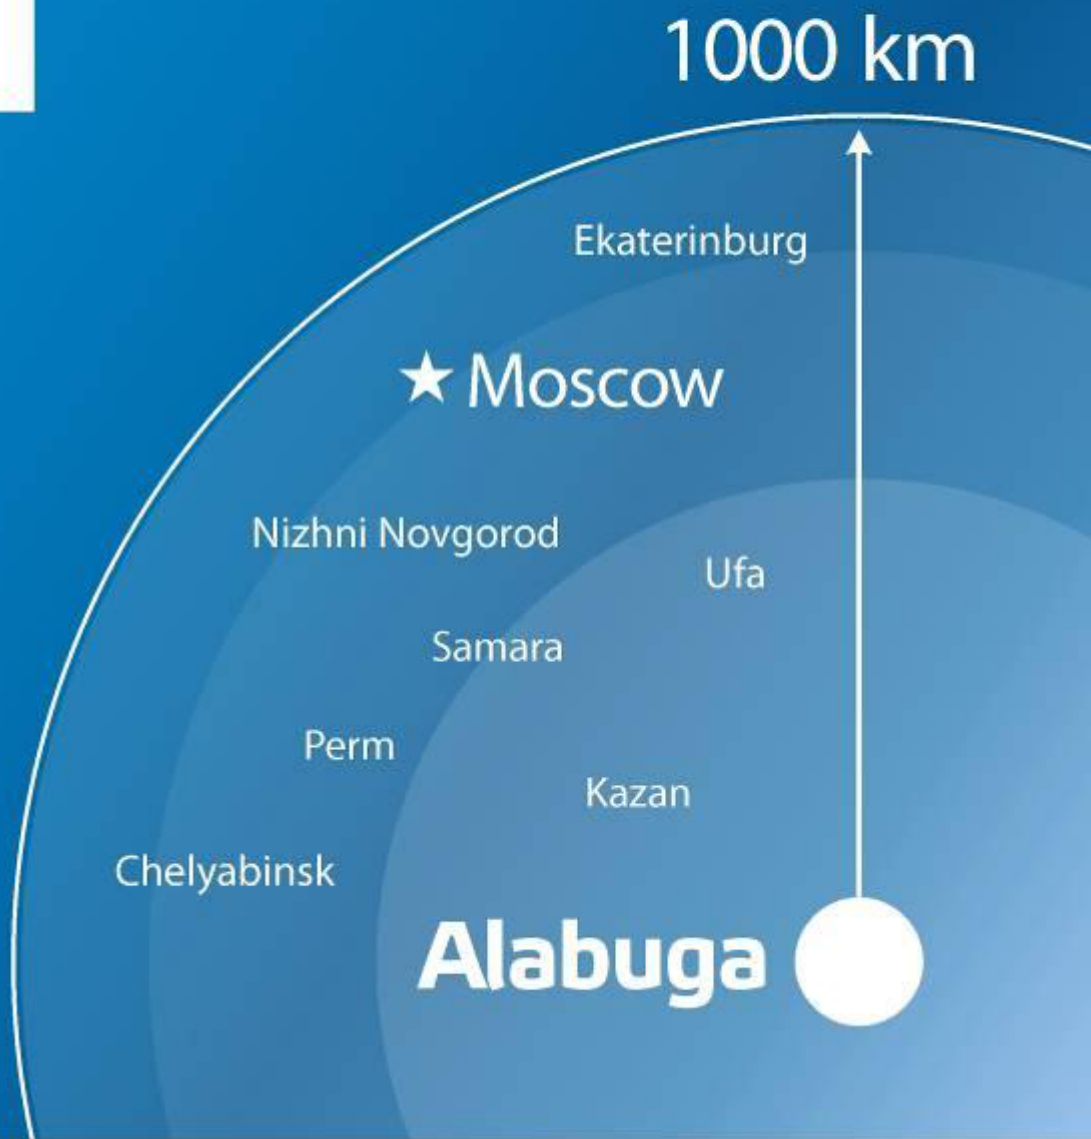 1000 km
Ekaterinburg
Moscow
Nizhni Novgorod
Ufa
Samara
Perm
Kazan
Chelyabinsk
Alabuga